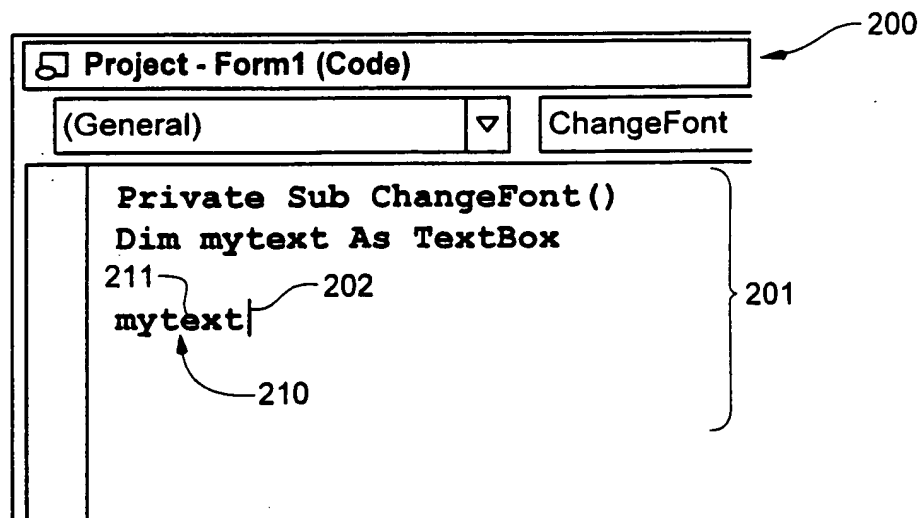 200
Project - Form1 (Code)
(General) ChangeFont
Private Sub ChangeFont()
Dim mytext As TextBox
211 202
201
mytext
210